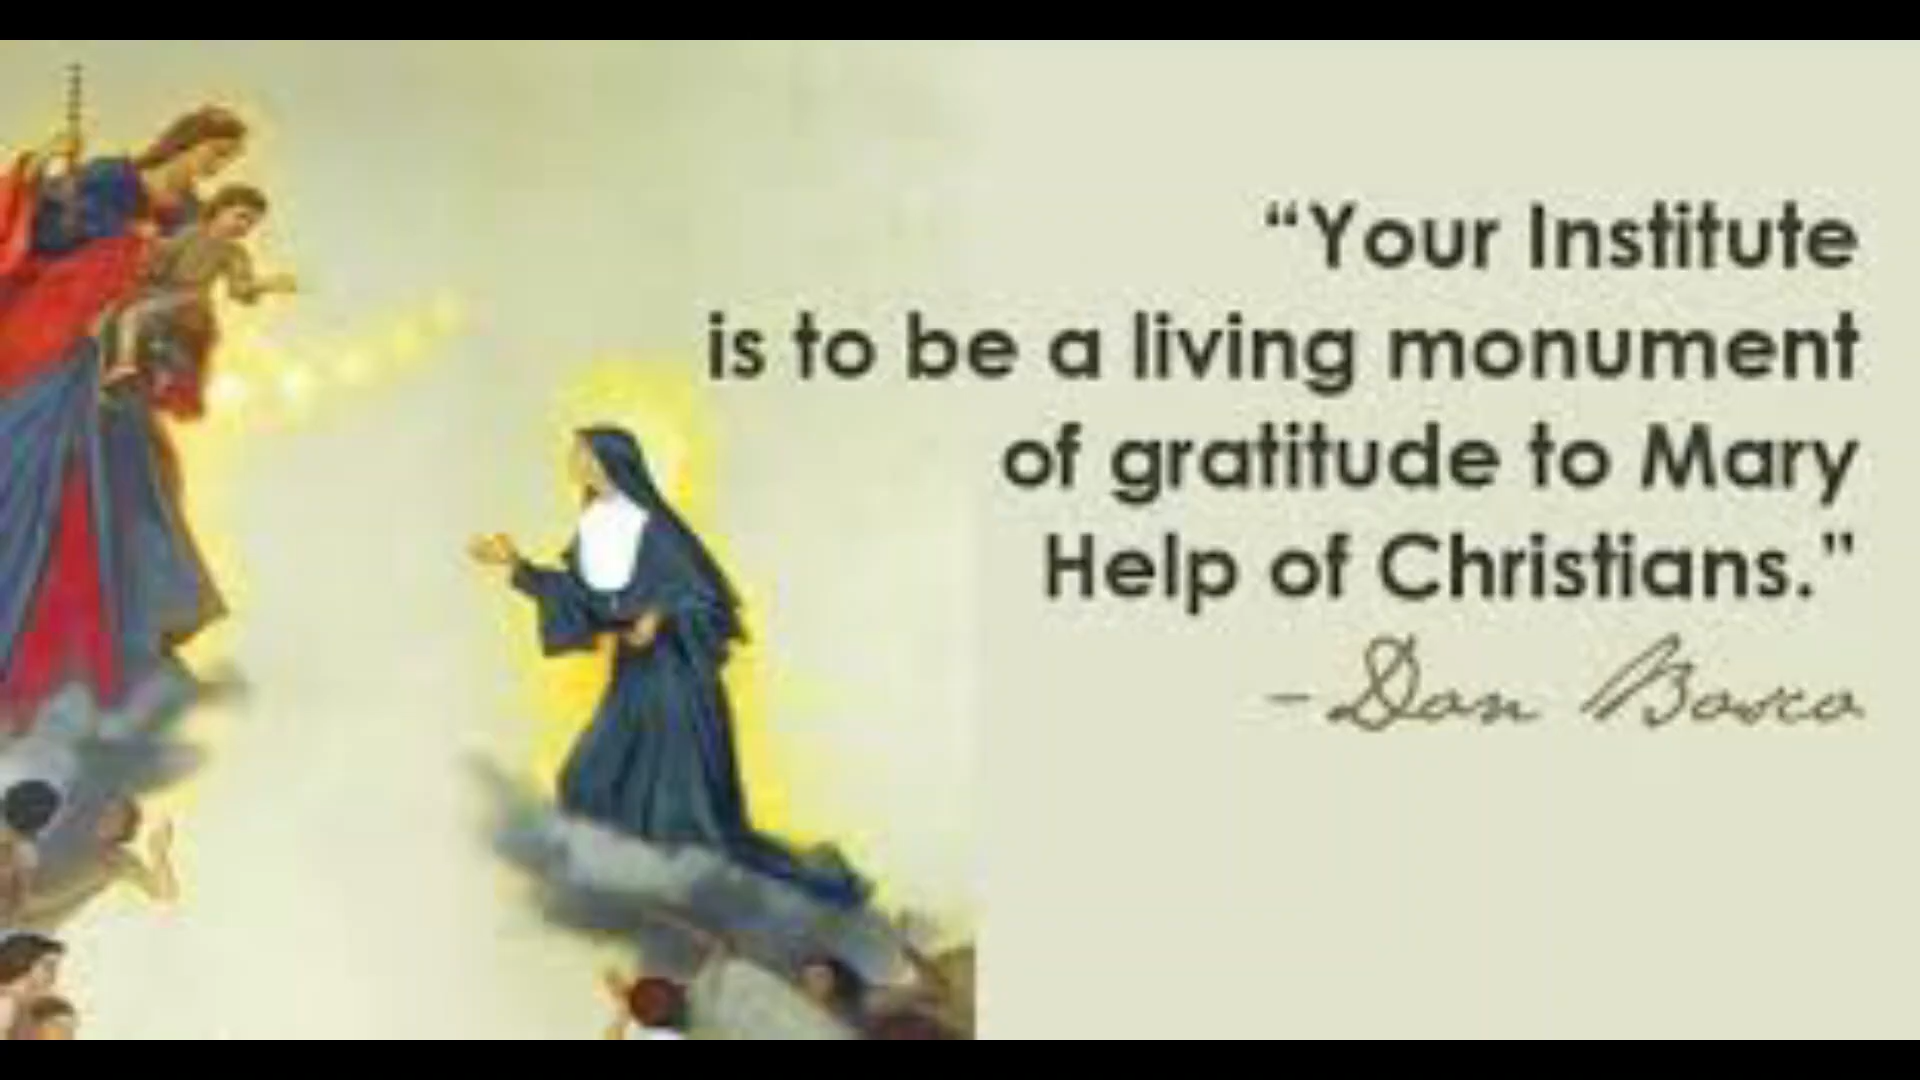 “Your Institute
is to be a living monument
of gratitude to Mary
Help of Christians.”
– Don Bosco